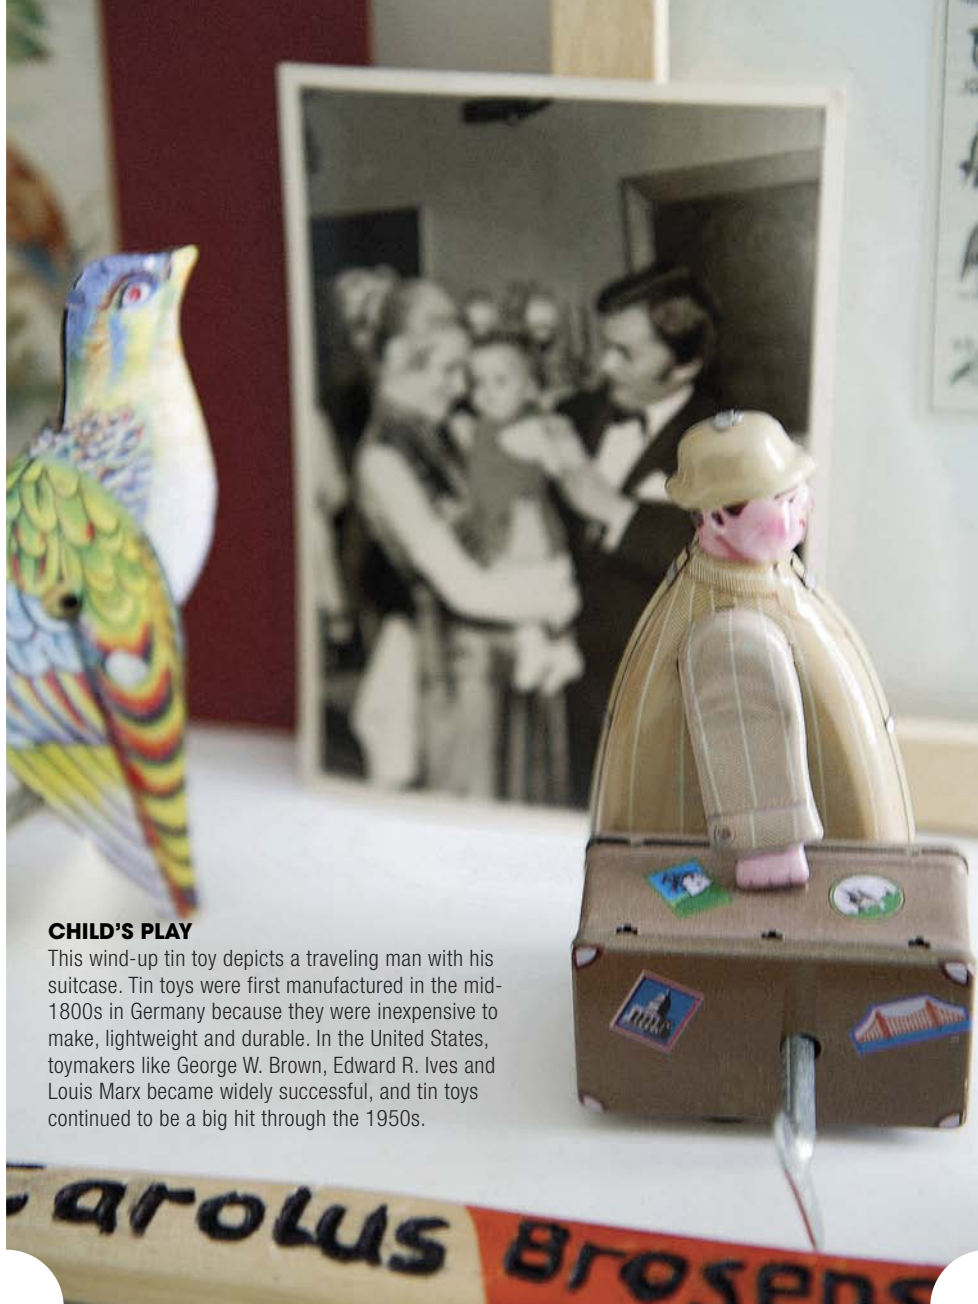 CHILD'S PLAY
This wind-up tin toy depicts a traveling man with his
suitcase. Tin toys were first manufactured in the mid-
1800s in Germany because they were inexpensive to
make, lightweight and durable. In the United States,
toymakers like George W. Brown, Edward R. Ives and
Louis Marx became widely successful, and tin toys
continued to be a big hit through the 1950s.
Carolus Brosens